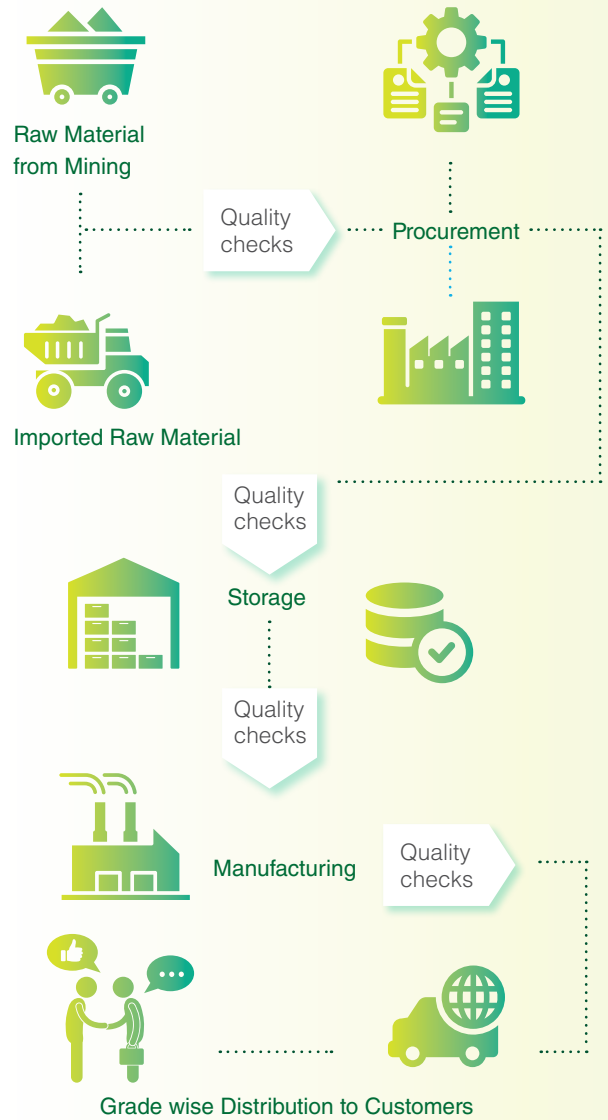 Raw Material
from Mining
Quality
checks
Procurement
Imported Raw Material
Quality
checks
Storage
Quality
checks
Manufacturing
Quality
checks
Grade wise Distribution to Customers